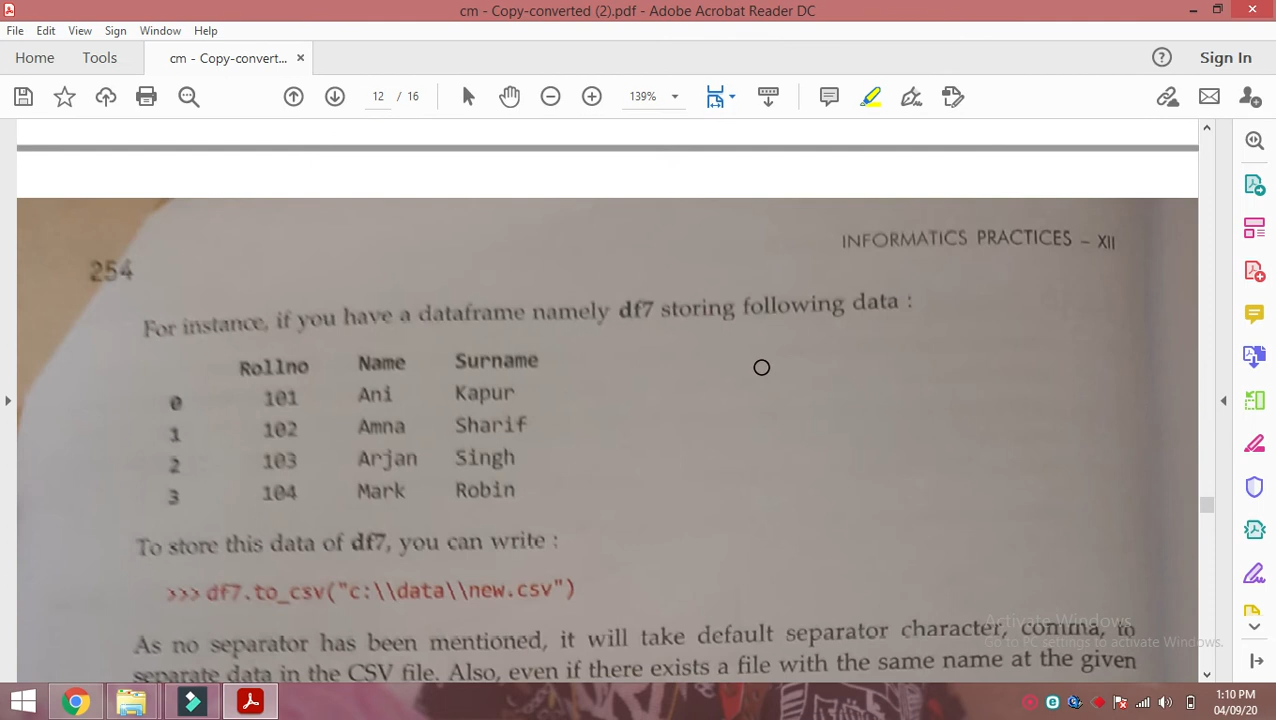 cm - Copy-converted (2).pdf - Adobe Acrobat Reader DC
File Edit View Sign Window Help
Home Tools cm - Copy-convert... × Sign In
12 / 16 139%
INFORMATICS PRACTICES - XII
254
For instance, if you have a dataframe namely df7 storing following data :
Rollno Name Surname
0 101 Ani Kapur
1 102 Amna Sharif
2 103 Arjan Singh
3 104 Mark Robin
To store this data of df7, you can write :
>>> df7.to_csv("c:\\data\\new.csv")
Activate Windows
As no separator has been mentioned, it will take default separator character, comma, to
Go to PC settings to activate Windows.
separate data in the CSV file. Also, even if there exists a file with the same name at the given
1:10 PM
04/09/20